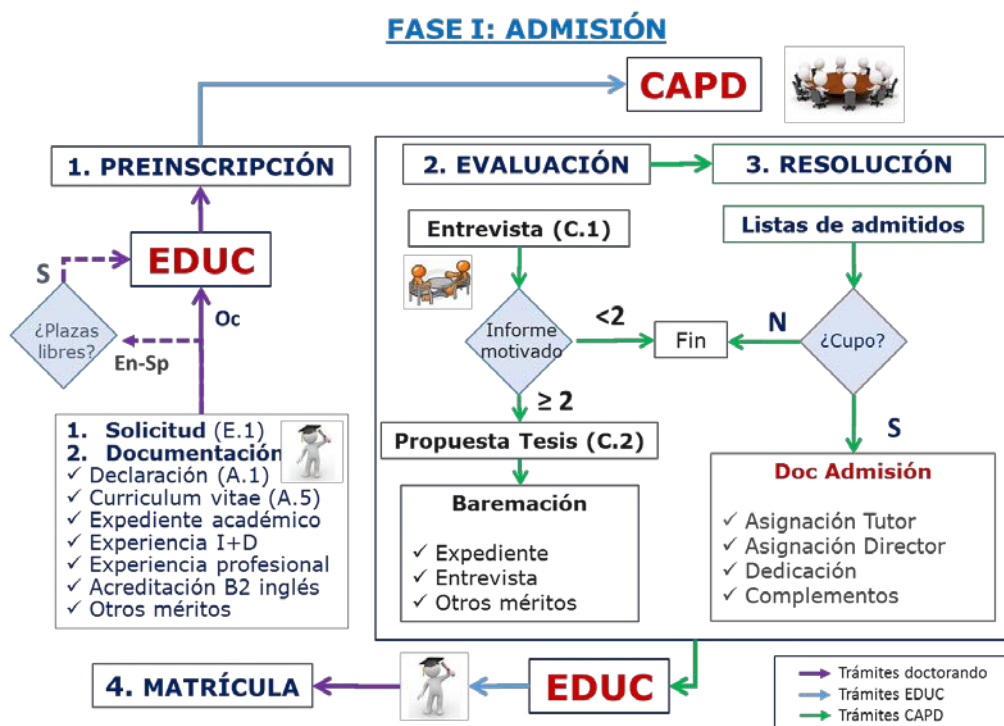 FASE I: ADMISIÓN
CAPD
1. PREINSCRIPCIÓN
2. EVALUACIÓN
3. RESOLUCIÓN
Entrevista (C.1)
Listas de admitidos
EDUC
S
¿Plazas
libres?
Oc
En-Sp
Informe
motivado
<2
Fin
N
¿Cupo?
≥ 2
S
1. Solicitud (E.1)
2. Documentación
✓ Declaración (A.1)
✓ Curriculum vitae (A.5)
✓ Expediente académico
✓ Experiencia I+D
✓ Experiencia profesional
✓ Acreditación B2 inglés
✓ Otros méritos
Propuesta Tesis (C.2)
Baremación
✓ Expediente
✓ Entrevista
✓ Otros méritos
Doc Admisión
✓ Asignación Tutor
✓ Asignación Director
✓ Dedicación
✓ Complementos
4. MATRÍCULA
EDUC
Trámites doctorando
Trámites EDUC
Trámites CAPD